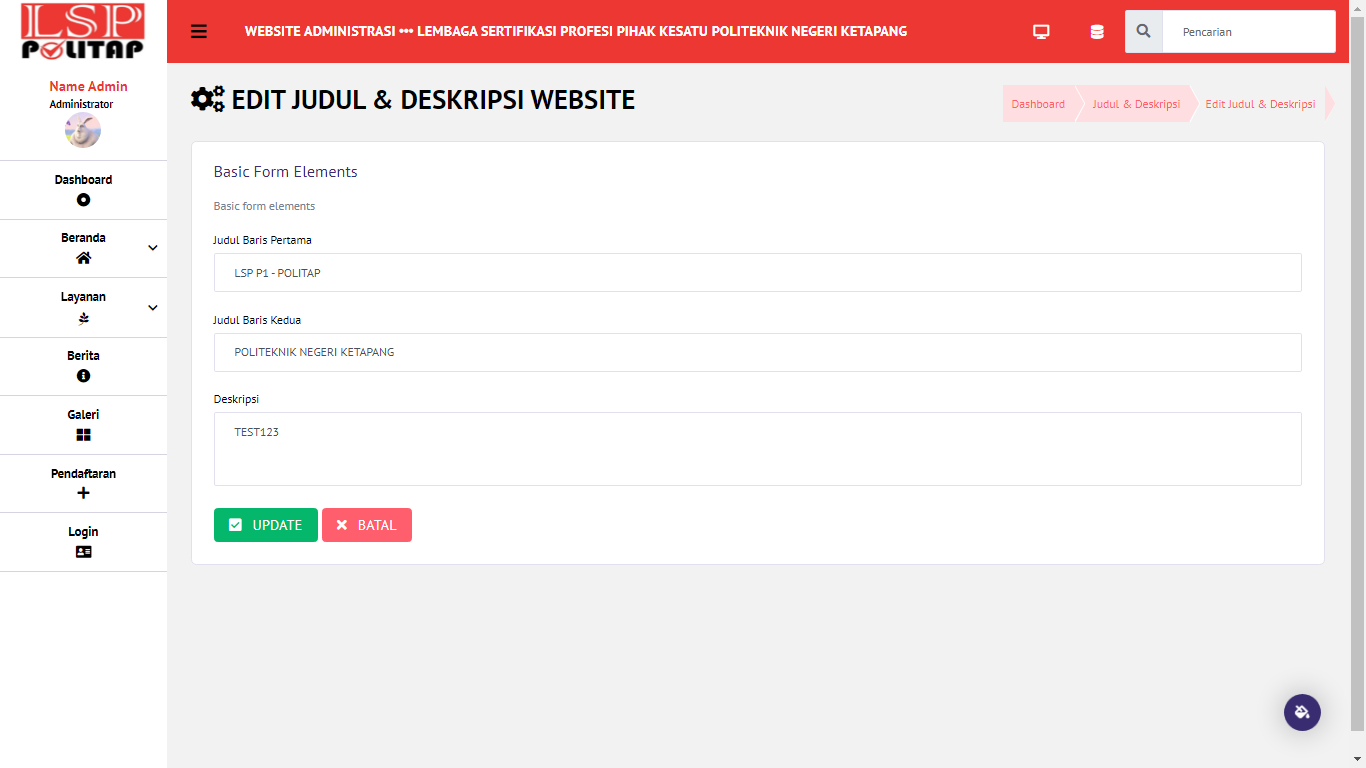 LSP
POLITAP
Name Admin
Administrator
Dashboard
Beranda
Layanan
Berita
Galeri
Pendaftaran
Login
WEBSITE ADMINISTRASI ••• LEMBAGA SERTIFIKASI PROFESI PIHAK KESATU POLITEKNIK NEGERI KETAPANG
Pencarian
EDIT JUDUL & DESKRIPSI WEBSITE
Dashboard
Judul & Deskripsi
Edit Judul & Deskripsi
Basic Form Elements
Basic form elements
Judul Baris Pertama
LSP P1 - POLITAP
Judul Baris Kedua
POLITEKNIK NEGERI KETAPANG
Deskripsi
TEST123
UPDATE
BATAL